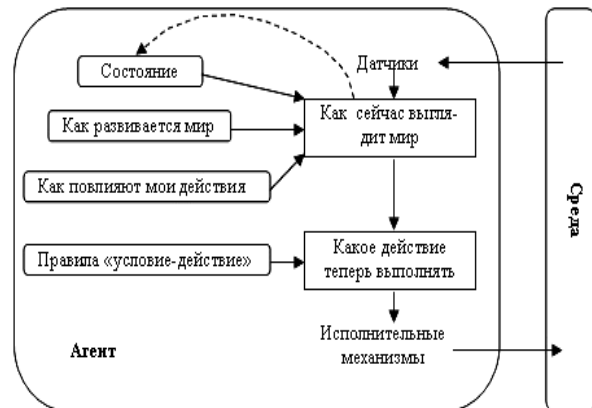 Состояние
Датчики
Как сейчас выгля-
дит мир
Как развивается мир
Как повлияют мои действия
Среда
Правила «условие-действие»
Какое действие
теперь выполнять
Исполнительные
механизмы
Агент